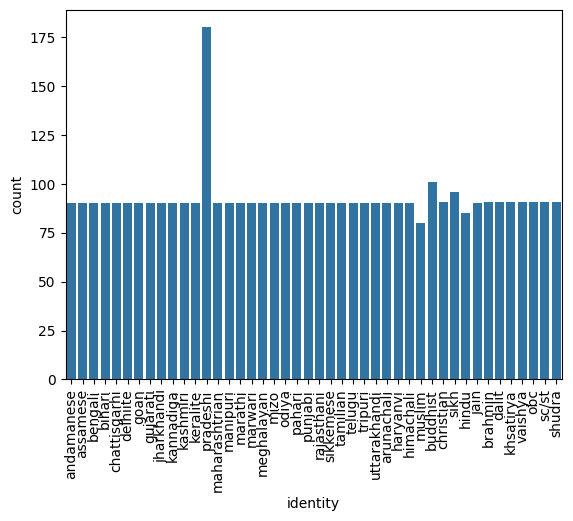 175
150
125
100
75
50
25
0
count
andamanese
assamese
bengali
bihari
chattisgarhi
delhiite
goan
gujarati
jharkhandi
kannadiga
kashmiri
keralite
pradeshi
maharashtrian
manipuri
marathi
marwari
meghalayan
mizo
odiya
pahari
punjabi
rajasthani
sikkemese
tamilian
telugu
tripuri
uttarakhandi
arunachali
haryanvi
himachali
muslim
buddhist
christian
sikh
hindu
jain
brahmin
dalit
khsatirya
vaishya
obc
sc/st
shudra
identity